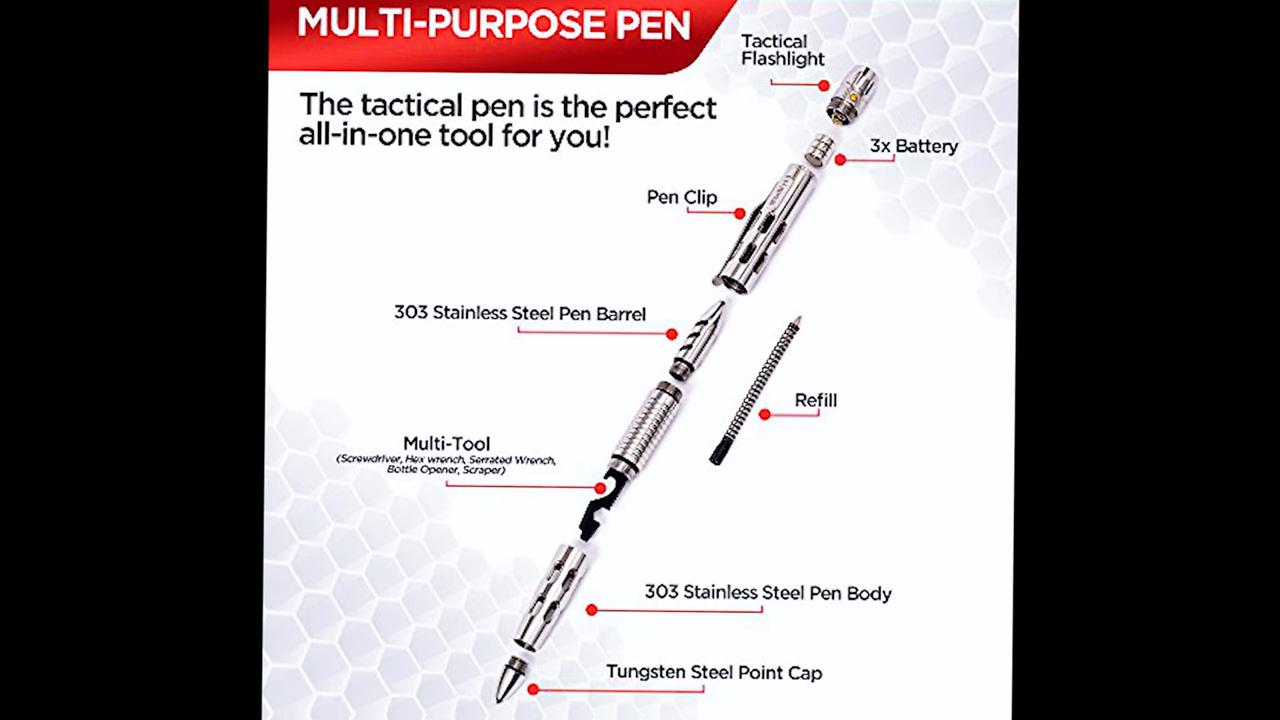 MULTI-PURPOSE PEN
The tactical pen is the perfect
all-in-one tool for you!
Tactical
Flashlight
3x Battery
Pen Clip
303 Stainless Steel Pen Barrel
Refill
Multi-Tool
(Screwdriver, Hex wrench, Serrated Wrench,
Bottle Opener, Scraper)
303 Stainless Steel Pen Body
Tungsten Steel Point Cap